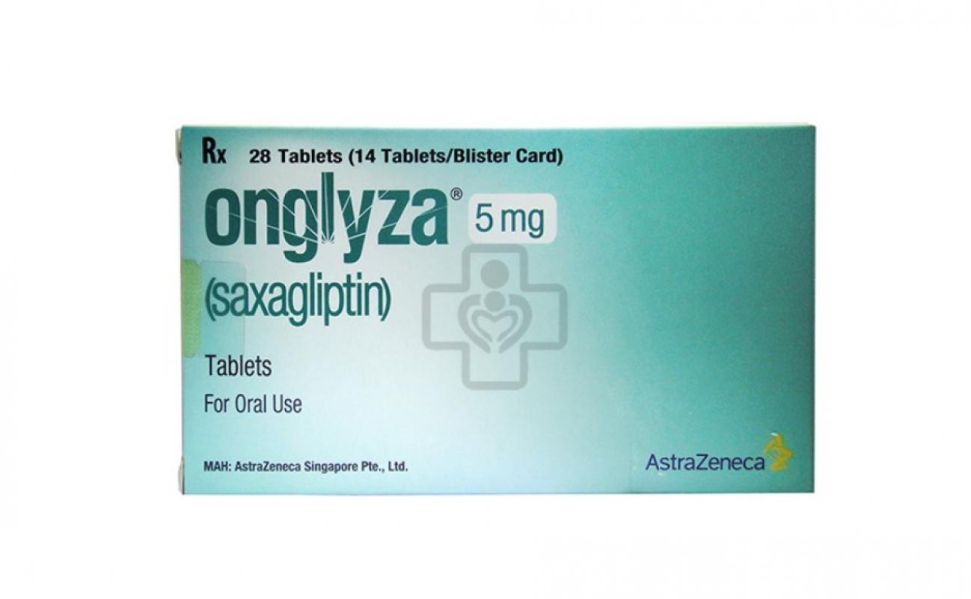 Rx 28 Tablets (14 Tablets/Blister Card)
onglyza® 5 mg
(saxagliptin)
Tablets
For Oral Use
MAH: AstraZeneca Singapore Pte., Ltd.
AstraZeneca